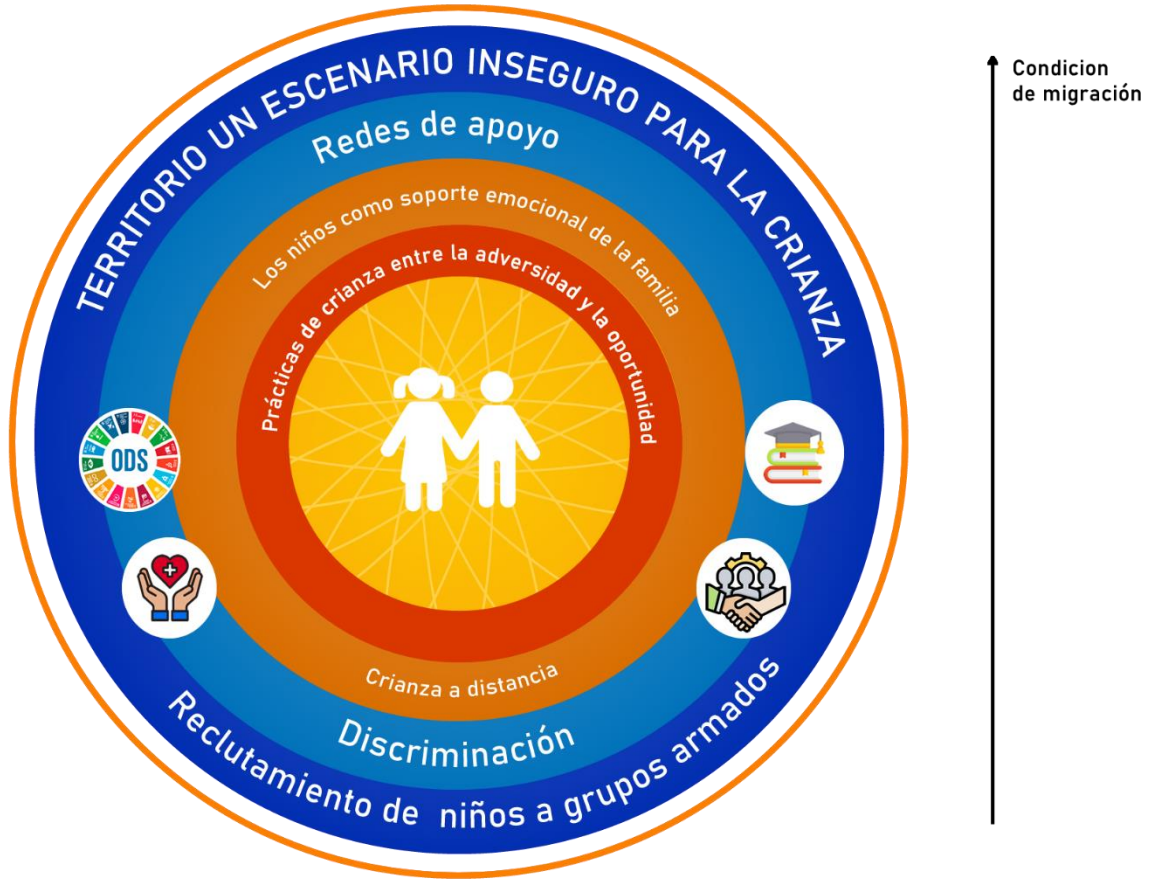 TERRITORIO UN ESCENARIO INSEGURO PARA LA CRIANZA
Redes de apoyo
Los niños como soporte emocional de la familia
Prácticas de crianza entre la adversidad y la oportunidad
ODS
Crianza a distancia
Discriminación
Reclutamiento de niños a grupos armados
Condicion
de migración